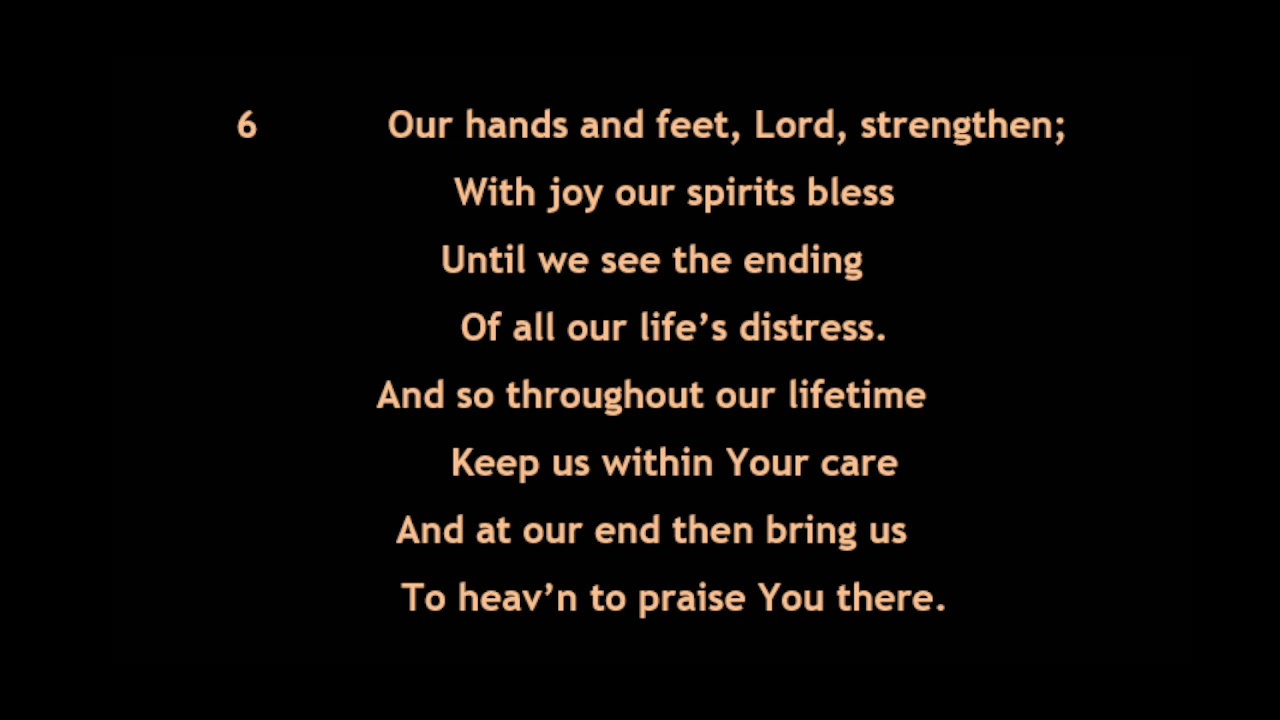 6 Our hands and feet, Lord, strengthen;
With joy our spirits bless
Until we see the ending
Of all our life’s distress.
And so throughout our lifetime
Keep us within Your care
And at our end then bring us
To heav’n to praise You there.